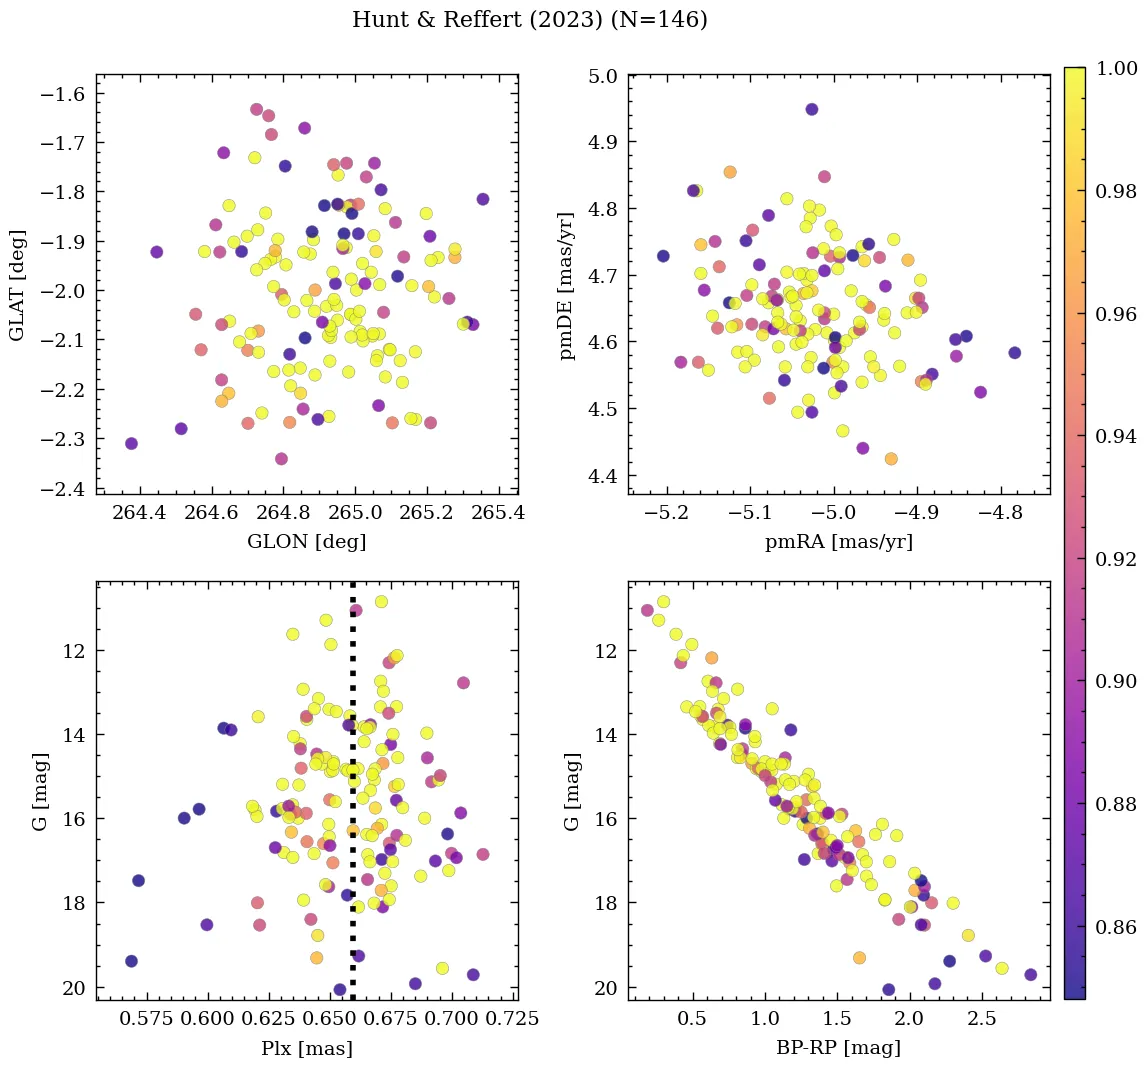 Hunt & Reffert (2023) (N=146)
−1.6
−1.7
−1.8
−1.9
−2.0
−2.1
−2.2
−2.3
−2.4
GLAT [deg]
264.4 264.6 264.8 265.0 265.2 265.4
GLON [deg]
5.0
4.9
4.8
4.7
4.6
4.5
4.4
pmDE [mas/yr]
−5.2 −5.1 −5.0 −4.9 −4.8
pmRA [mas/yr]
12
14
16
18
20
G [mag]
0.575 0.600 0.625 0.650 0.675 0.700 0.725
Plx [mas]
12
14
16
18
20
G [mag]
0.5 1.0 1.5 2.0 2.5
BP-RP [mag]
1.00
0.98
0.96
0.94
0.92
0.90
0.88
0.86